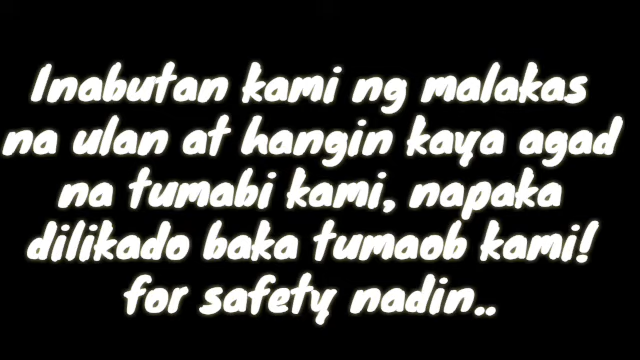 Inabutan kami ng malakas
na ulan at hangin kaya agad
na tumabi kami, napaka
dilikado baka tumaob kami!
for safety nadin..